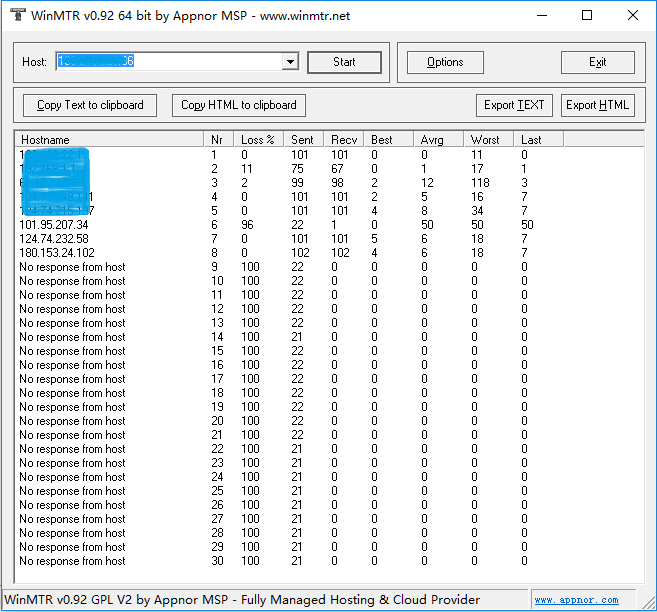 WinMTR v0.92 64 bit by Appnor MSP - www.winmtr.net
Host: Start Options Exit
Copy Text to clipboard Copy HTML to clipboard Export TEXT Export HTML
Hostname Nr Loss % Sent Recv Best Avrg Worst Last
1 0 101 101 0 0 11 0
2 11 75 67 0 1 17 1
3 2 99 98 2 12 118 3
4 0 101 101 2 5 16 7
5 0 101 101 4 8 34 7
101.95.207.34 6 96 22 1 0 50 50 50
124.74.232.58 7 0 101 101 5 6 18 7
180.153.24.102 8 0 102 102 4 6 18 7
No response from host 9 100 22 0 0 0 0 0
No response from host 10 100 22 0 0 0 0 0
No response from host 11 100 22 0 0 0 0 0
No response from host 12 100 22 0 0 0 0 0
No response from host 13 100 22 0 0 0 0 0
No response from host 14 100 21 0 0 0 0 0
No response from host 15 100 22 0 0 0 0 0
No response from host 16 100 22 0 0 0 0 0
No response from host 17 100 22 0 0 0 0 0
No response from host 18 100 22 0 0 0 0 0
No response from host 19 100 22 0 0 0 0 0
No response from host 20 100 22 0 0 0 0 0
No response from host 21 100 22 0 0 0 0 0
No response from host 22 100 21 0 0 0 0 0
No response from host 23 100 21 0 0 0 0 0
No response from host 24 100 21 0 0 0 0 0
No response from host 25 100 21 0 0 0 0 0
No response from host 26 100 21 0 0 0 0 0
No response from host 27 100 21 0 0 0 0 0
No response from host 28 100 21 0 0 0 0 0
No response from host 29 100 21 0 0 0 0 0
No response from host 30 100 21 0 0 0 0 0
WinMTR v0.92 GPL V2 by Appnor MSP - Fully Managed Hosting & Cloud Provider www.appnor.com